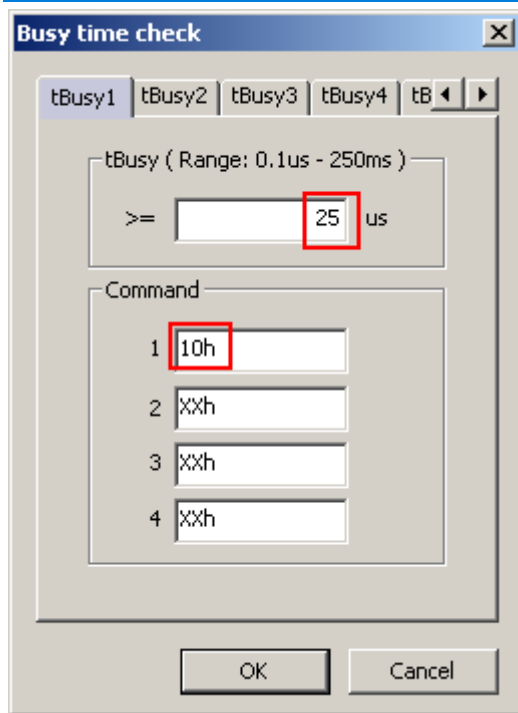 Busy time check
tBusy1 tBusy2 tBusy3 tBusy4 tB
tBusy ( Range: 0.1us - 250ms )
>= 25 us
Command
1 10h
2 XXh
3 XXh
4 XXh
OK Cancel